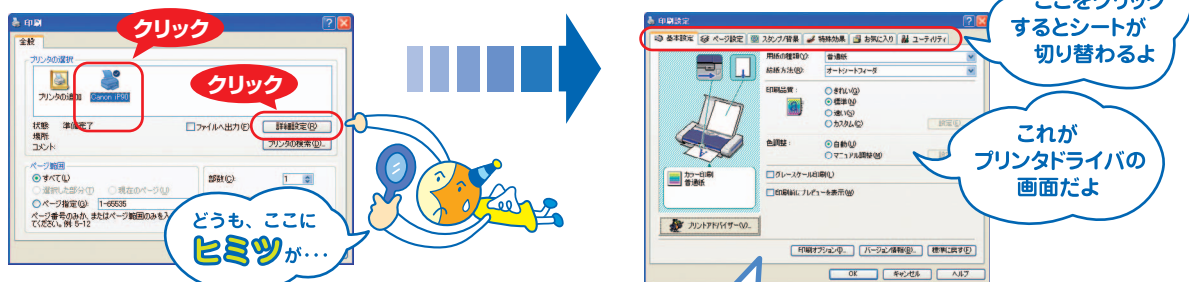 印刷
全般
クリック
プリンタの選択
プリンタの追加
Canon iP90
クリック
状態: 準備完了
場所:
コメント:
ファイルへ出力(F)
詳細設定(R)
プリンタの検索(D)...
ページ範囲
すべて(L)
選択した部分(T)
現在のページ(U)
ページ指定(G):
1-65535
ページ番号のみか、またはページ範囲のみを入
てください。例: 5-12
部数(C):
1
どうも、ここに
ヒミツが・・・
印刷設定
基本設定
ページ設定
スタンプ/背景
特殊効果
お気に入り
ユーティリティ
用紙の種類(Y):
普通紙
給紙方法(O):
オートシートフィーダ
印刷品質:
きれい(G)
標準(N)
速い(S)
カスタム(C)
設定(E)...
色調整:
自動(U)
マニュアル調整(M)
カラー印刷
普通紙
グレースケール印刷(L)
印刷前にプレビューを表示(W)
プリントアドバイザー(V)...
印刷オプション(P)...
バージョン情報(B)...
標準に戻す(F)
OK
キャンセル
ヘルプ
ここをクリック
するとシートが
切り替わるよ
これが
プリンタドライバの
画面だよ